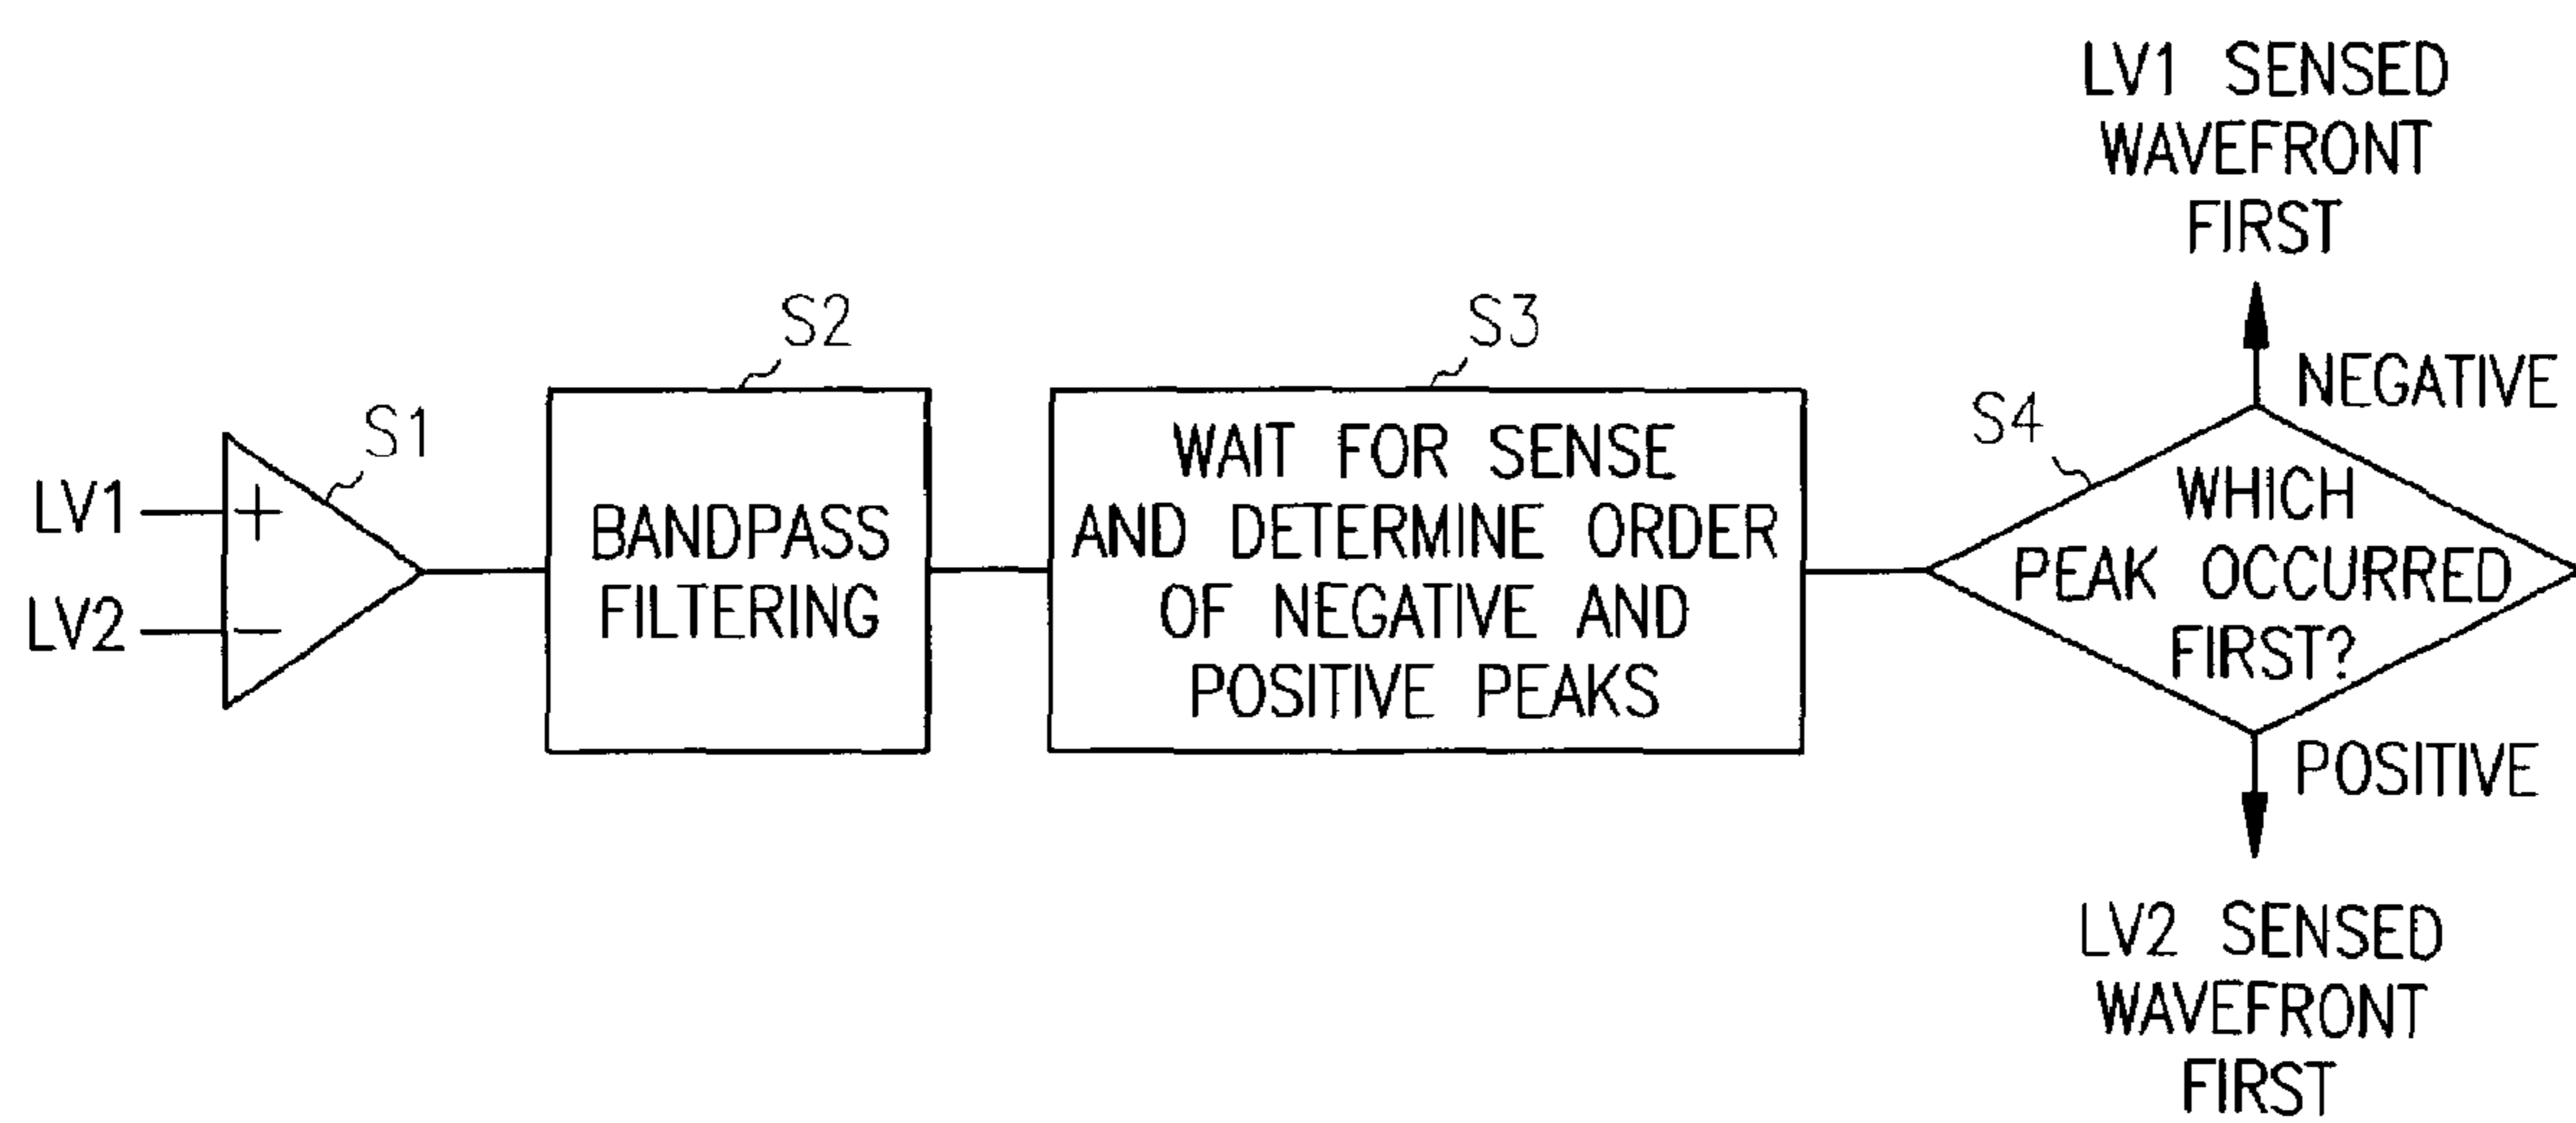 LV1
LV2
+
−
S1
S2
BANDPASS
FILTERING
S3
WAIT FOR SENSE
AND DETERMINE ORDER
OF NEGATIVE AND
POSITIVE PEAKS
S4
WHICH
PEAK OCCURRED
FIRST?
NEGATIVE
LV1 SENSED
WAVEFRONT
FIRST
POSITIVE
LV2 SENSED
WAVEFRONT
FIRST